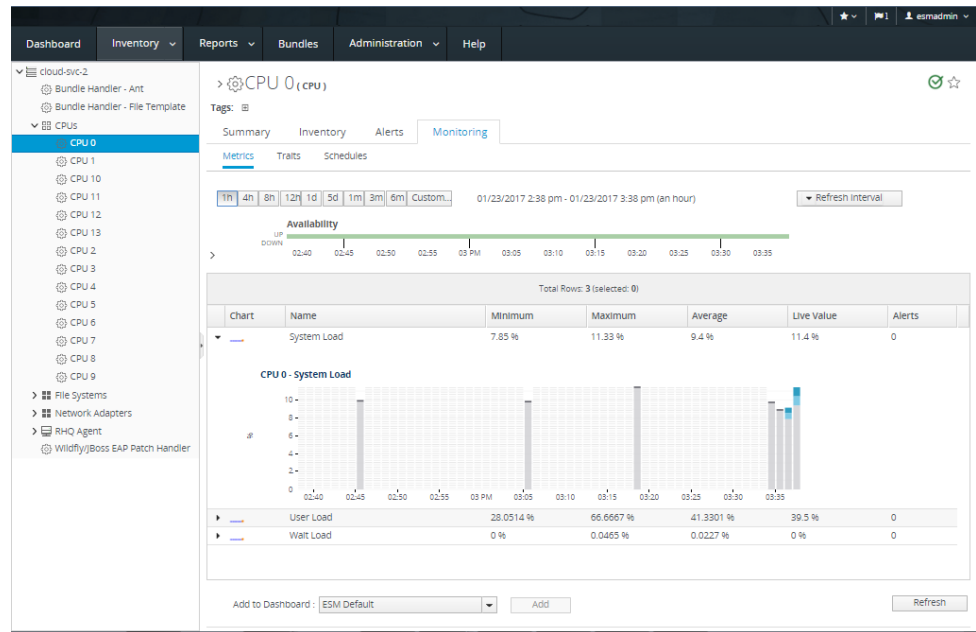 1 esmadmin
Dashboard Inventory Reports Bundles Administration Help
cloud-svc-2
Bundle Handler - Ant
Bundle Handler - File Template
CPUs
CPU 0
CPU 1
CPU 10
CPU 11
CPU 12
CPU 13
CPU 2
CPU 3
CPU 4
CPU 5
CPU 6
CPU 7
CPU 8
CPU 9
File Systems
Network Adapters
RHQ Agent
Wildfly/JBoss EAP Patch Handler
CPU 0 ( CPU )
Tags:
Summary Inventory Alerts Monitoring
Metrics Traits Schedules
1h 4h 8h 12h 1d 5d 1m 3m 6m Custom... 01/23/2017 2:38 pm - 01/23/2017 3:38 pm (an hour) Refresh Interval
Availability
UP
DOWN
02:40 02:45 02:50 02:55 03 PM 03:05 03:10 03:15 03:20 03:25 03:30 03:35
Total Rows: 3 (selected: 0)
Chart Name Minimum Maximum Average Live Value Alerts
System Load 7.85 % 11.33 % 9.4 % 11.4 % 0
CPU 0 - System Load
10
8
%
6
4
2
0
02:40 02:45 02:50 02:55 03 PM 03:05 03:10 03:15 03:20 03:25 03:30 03:35
User Load 28.0514 % 66.6667 % 41.3301 % 39.5 % 0
Wait Load 0 % 0.0465 % 0.0227 % 0 % 0
Add to Dashboard : ESM Default Add Refresh